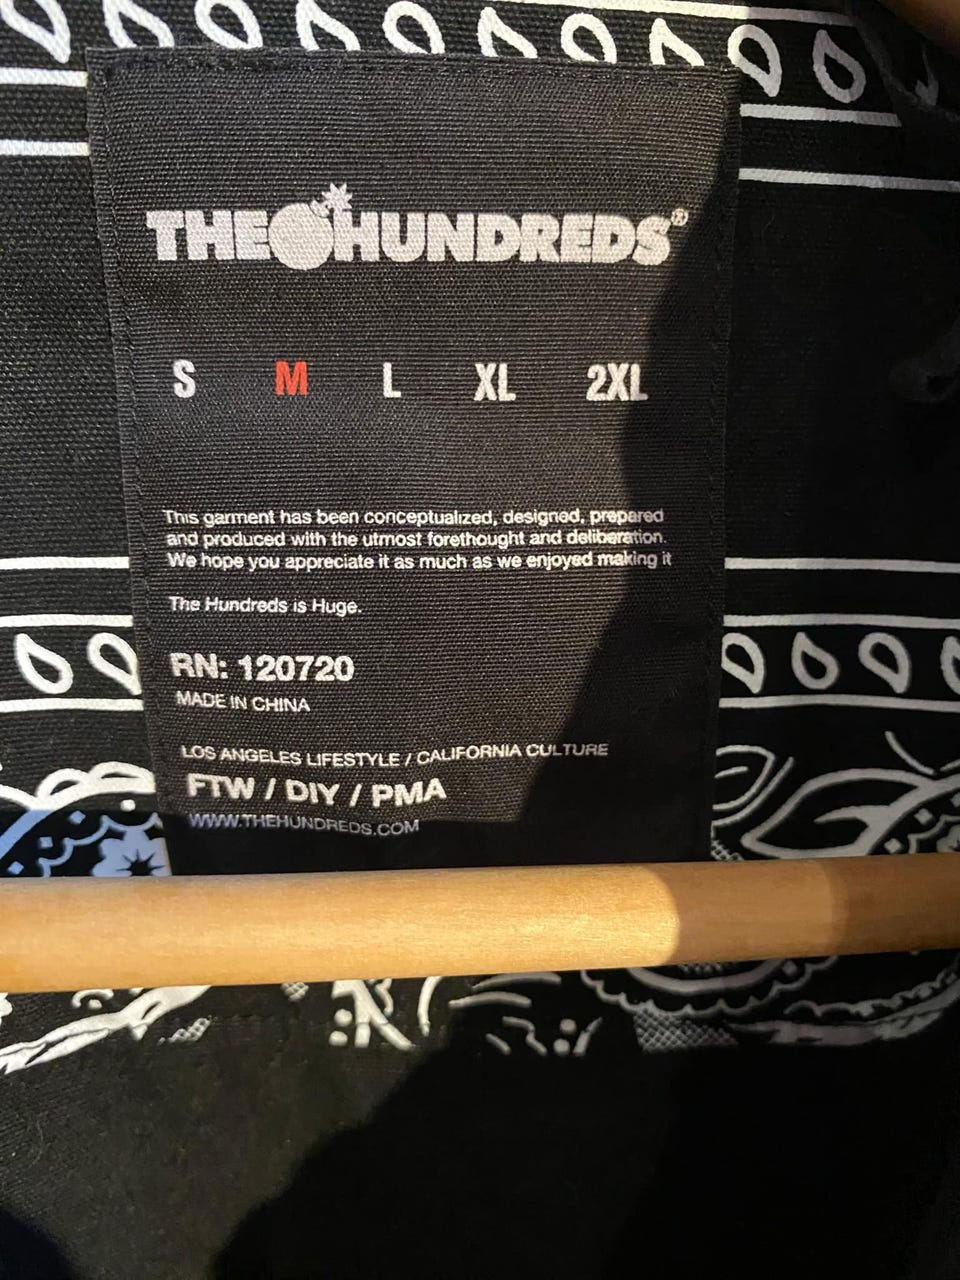 THE HUNDREDS®
S M L XL 2XL
This garment has been conceptualized, designed, prepared
and produced with the utmost forethought and deliberation.
We hope you appreciate it as much as we enjoyed making it
The Hundreds is Huge.
RN: 120720
MADE IN CHINA
LOS ANGELES LIFESTYLE / CALIFORNIA CULTURE
FTW / DIY / PMA
WWW.THEHUNDREDS.COM